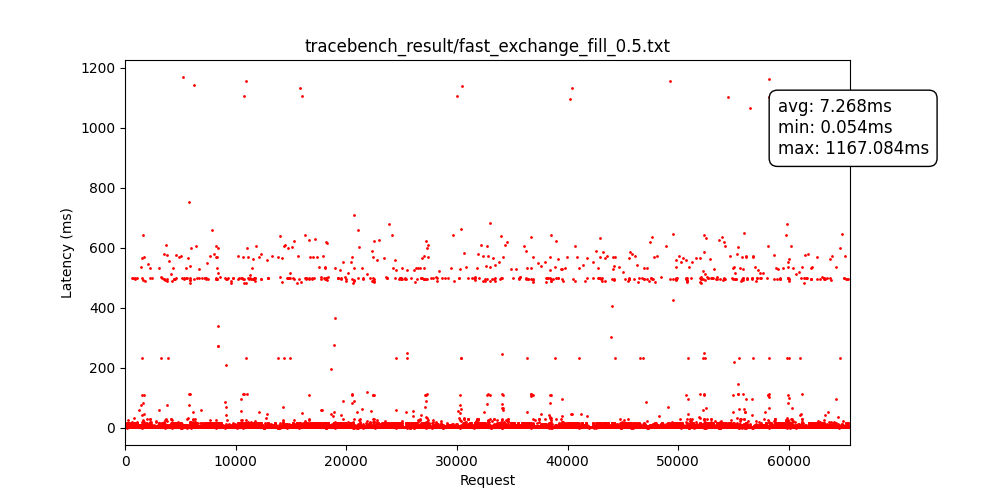 tracebench_result/fast_exchange_fill_0.5.txt
1200
1000
800
600
400
200
0
Latency (ms)
avg: 7.268ms
min: 0.054ms
max: 1167.084ms
0 10000 20000 30000 40000 50000 60000
Request